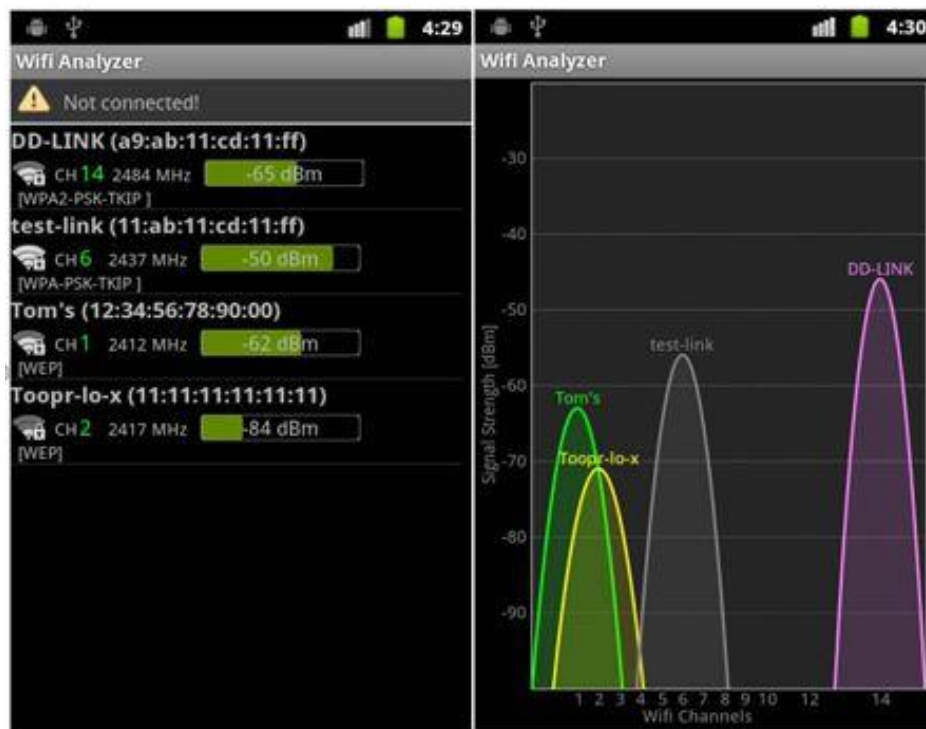 4:29
Wifi Analyzer
Not connected!
DD-LINK (a9:ab:11:cd:11:ff)
CH 14 2484 MHz -65 dBm
[WPA2-PSK-TKIP ]
test-link (11:ab:11:cd:11:ff)
CH 6 2437 MHz -50 dBm
[WPA-PSK-TKIP ]
Tom's (12:34:56:78:90:00)
CH 1 2412 MHz -62 dBm
[WEP]
Toopr-lo-x (11:11:11:11:11:11)
CH 2 2417 MHz -84 dBm
[WEP]
4:30
Wifi Analyzer
Signal Strength [dBm]
-30
-40
-50
-60
-70
-80
-90
DD-LINK
test-link
Tom's
Toopr-lo-x
1 2 3 4 5 6 7 8 9 10 12 14
Wifi Channels